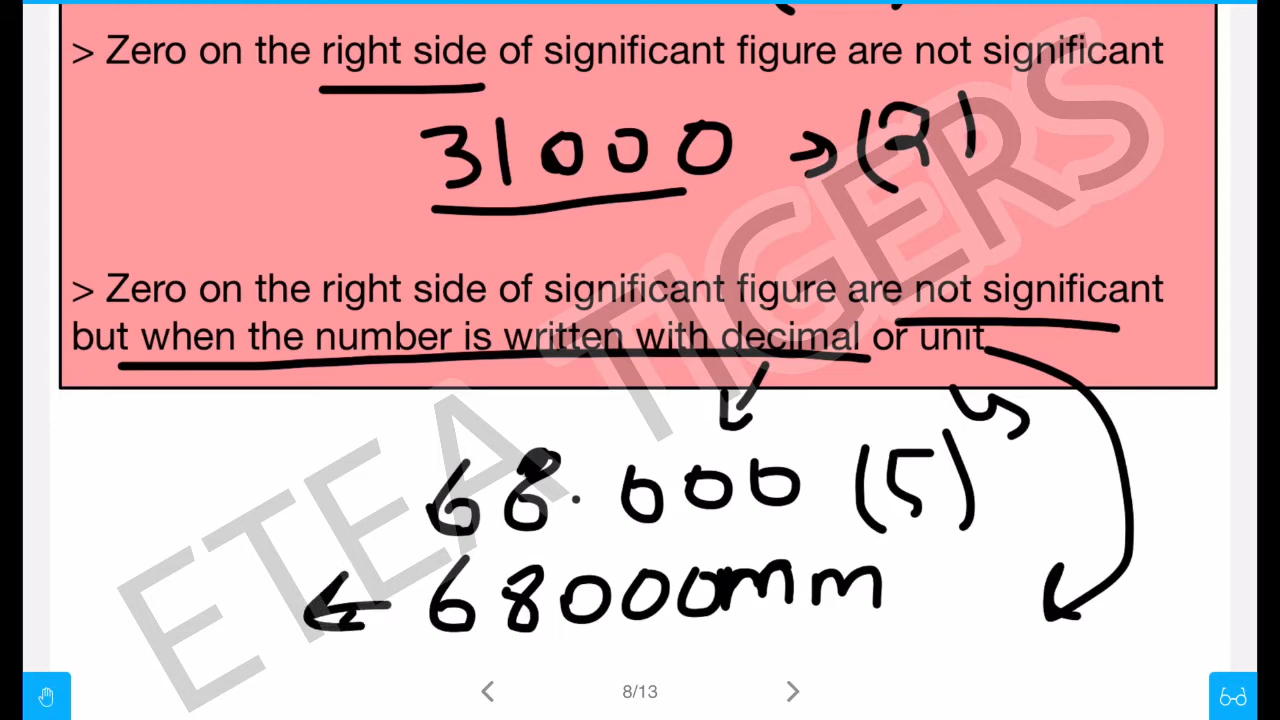 > Zero on the right side of significant figure are not significant
31000 → (2)
> Zero on the right side of significant figure are not significant
but when the number is written with decimal or unit
68.000 (5)
← 68000mm
ETEA TIGERS
8/13